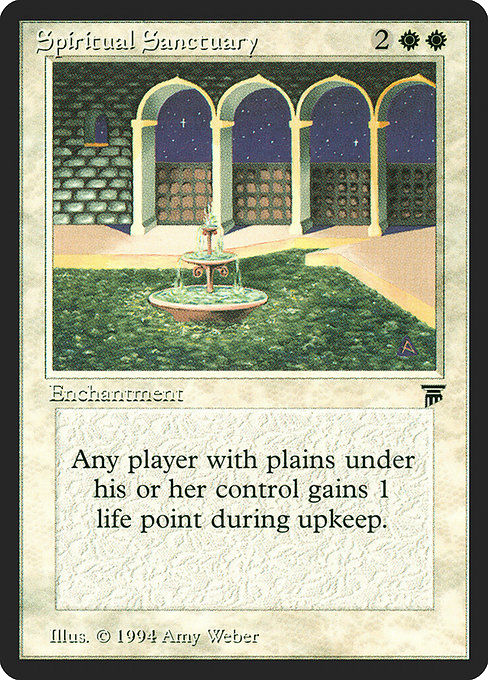 Spiritual Sanctuary 2
Enchantment
Any player with plains under
his or her control gains 1
life point during upkeep.
Illus. © 1994 Amy Weber